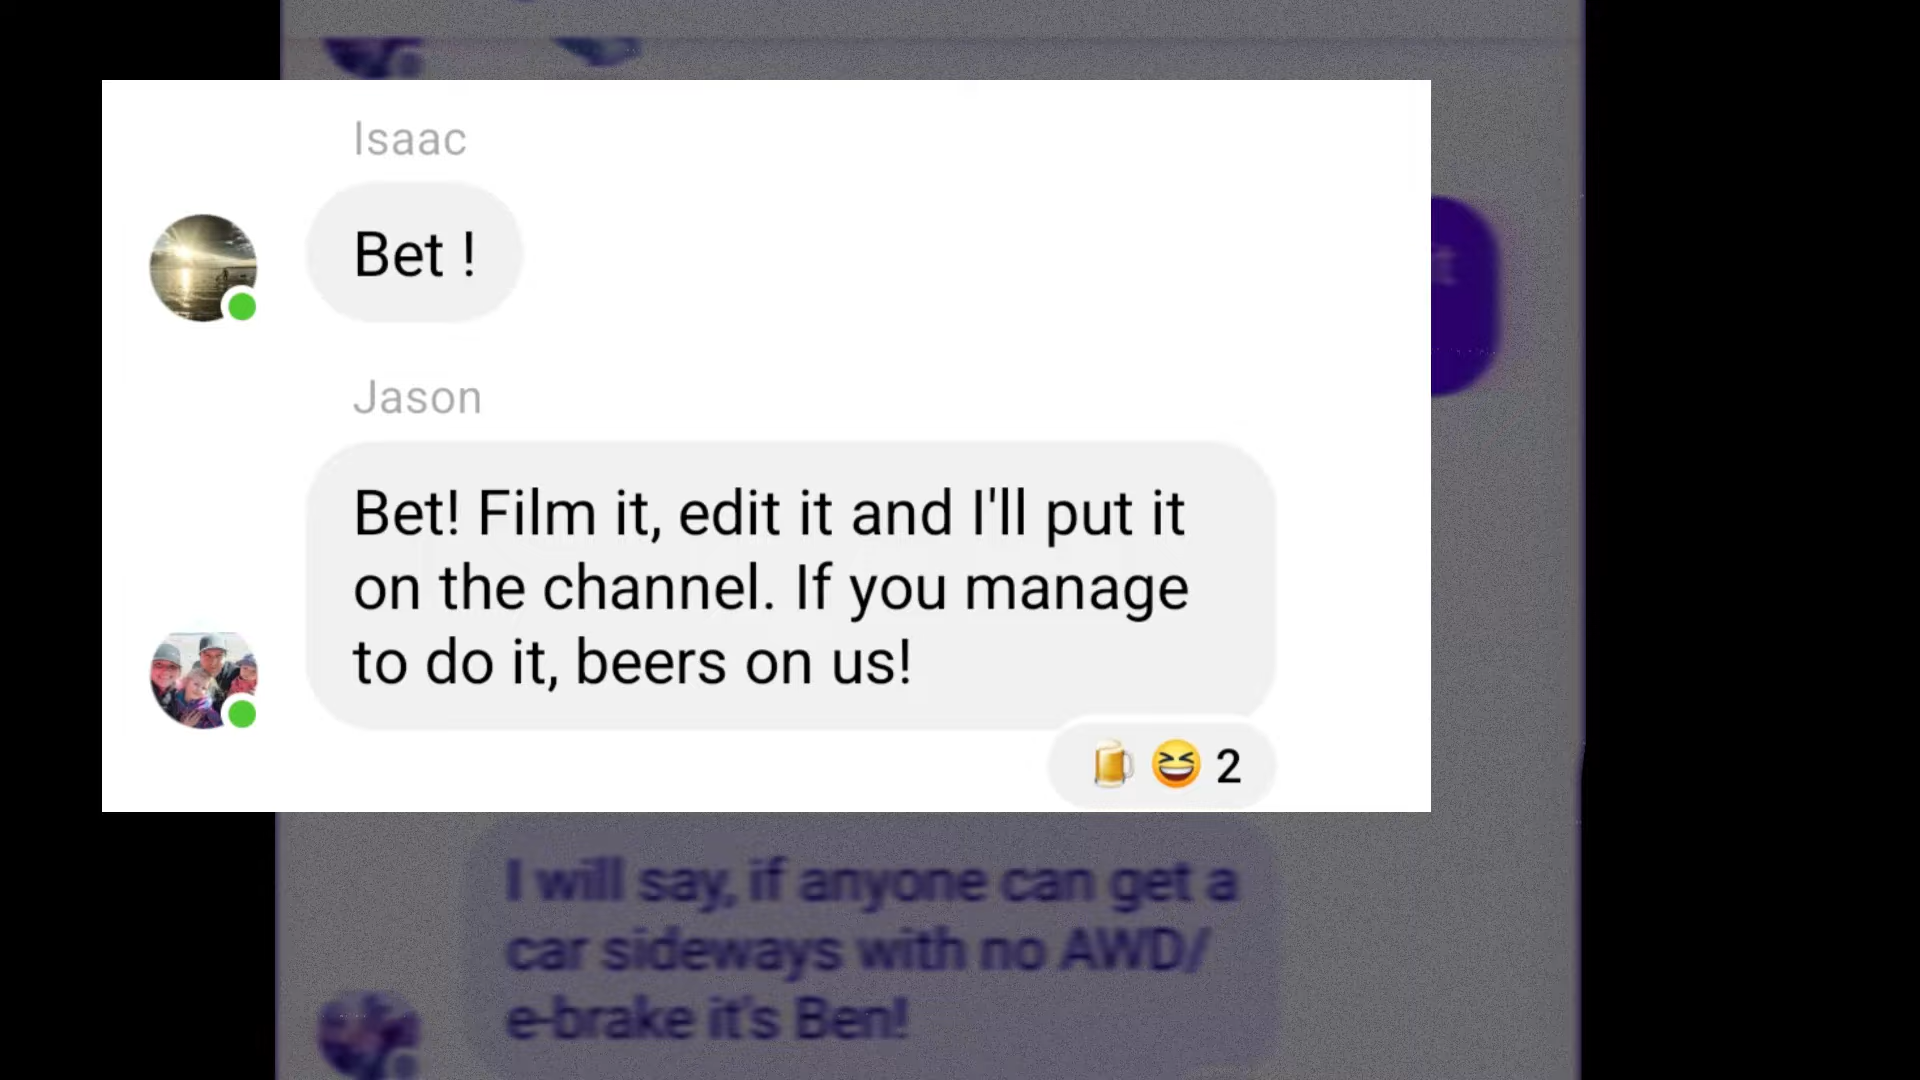 Isaac
Bet !
Jason
Bet! Film it, edit it and I'll put it
on the channel. If you manage
to do it, beers on us!
2
I will say, if anyone can get a
car sideways with no AWD/
e-brake it's Ben!